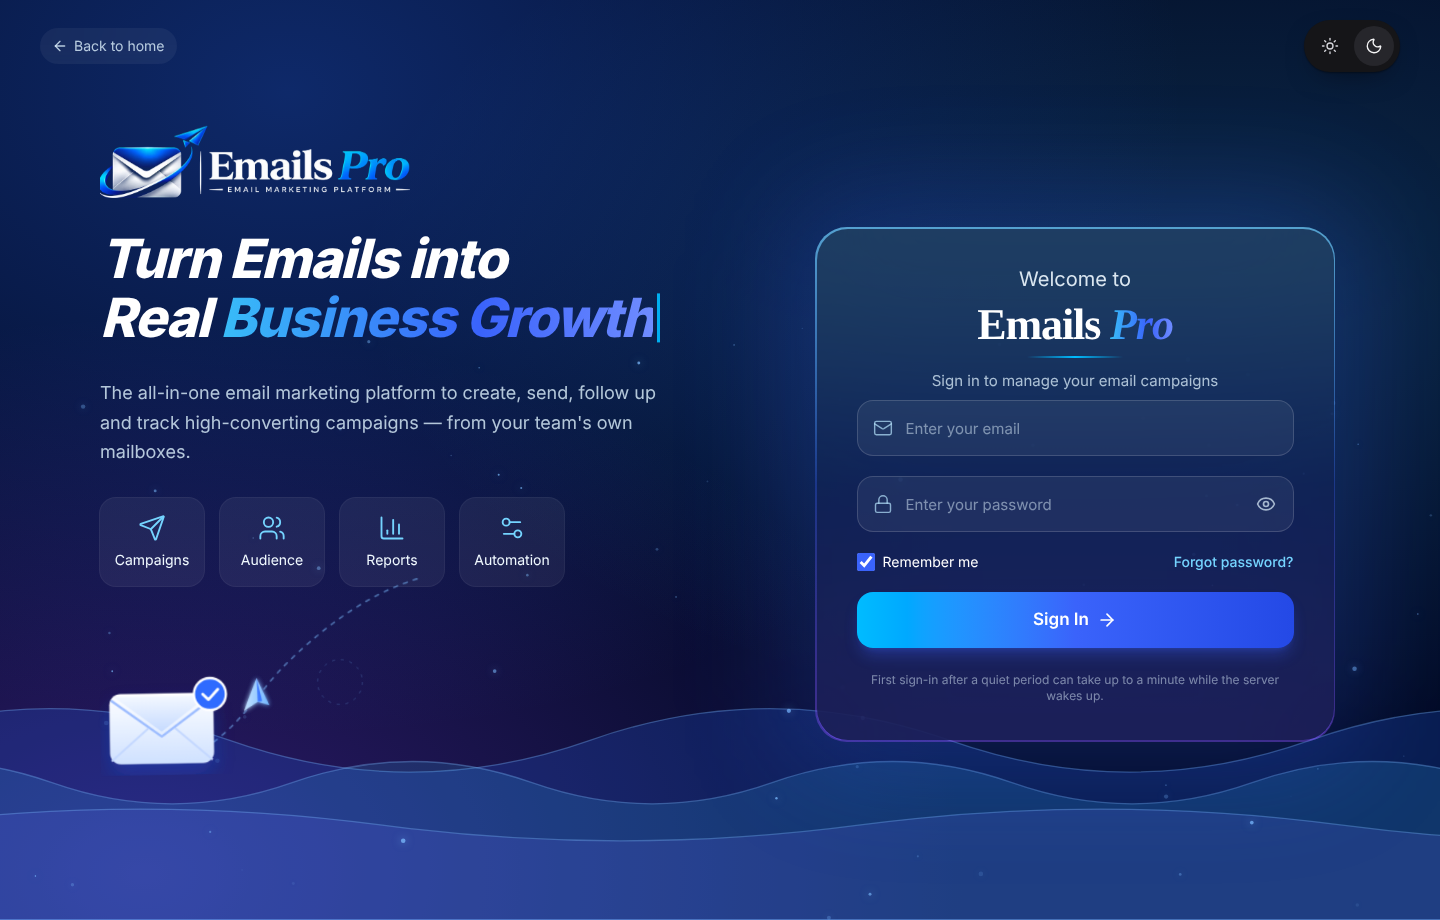 Back to home
Emails Pro
EMAIL MARKETING PLATFORM
Turn Emails into
Real Business Growth
The all-in-one email marketing platform to create, send, follow up
and track high-converting campaigns — from your team's own
mailboxes.
Campaigns
Audience
Reports
Automation
Welcome to
Emails Pro
Sign in to manage your email campaigns
Enter your email
Enter your password
Remember me
Forgot password?
Sign In
First sign-in after a quiet period can take up to a minute while the server
wakes up.